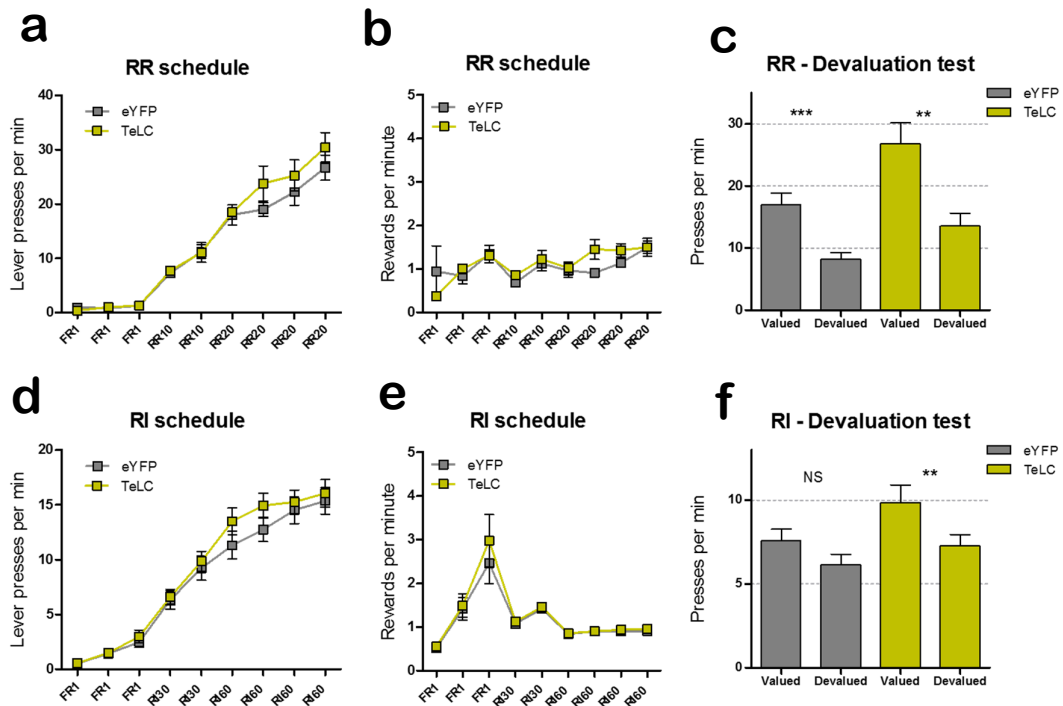 a
RR schedule
eYFP
TeLC
Lever presses per min
40
30
20
10
0
FR1 FR1 FR1 RR10 RR10 RR20 RR20 RR20 RR20
b
RR schedule
eYFP
TeLC
Rewards per minute
5
4
3
2
1
0
FR1 FR1 FR1 RR10 RR10 RR20 RR20 RR20 RR20
c
RR - Devaluation test
eYFP
TeLC
*** **
Presses per min
30
20
10
0
Valued Devalued Valued Devalued
d
RI schedule
eYFP
TeLC
Lever presses per min
20
15
10
5
0
FR1 FR1 FR1 RI30 RI30 RI60 RI60 RI60 RI60
e
RI schedule
eYFP
TeLC
Rewards per minute
5
4
3
2
1
0
FR1 FR1 FR1 RI30 RI30 RI60 RI60 RI60 RI60
f
RI - Devaluation test
eYFP
TeLC
NS **
Presses per min
10
5
0
Valued Devalued Valued Devalued